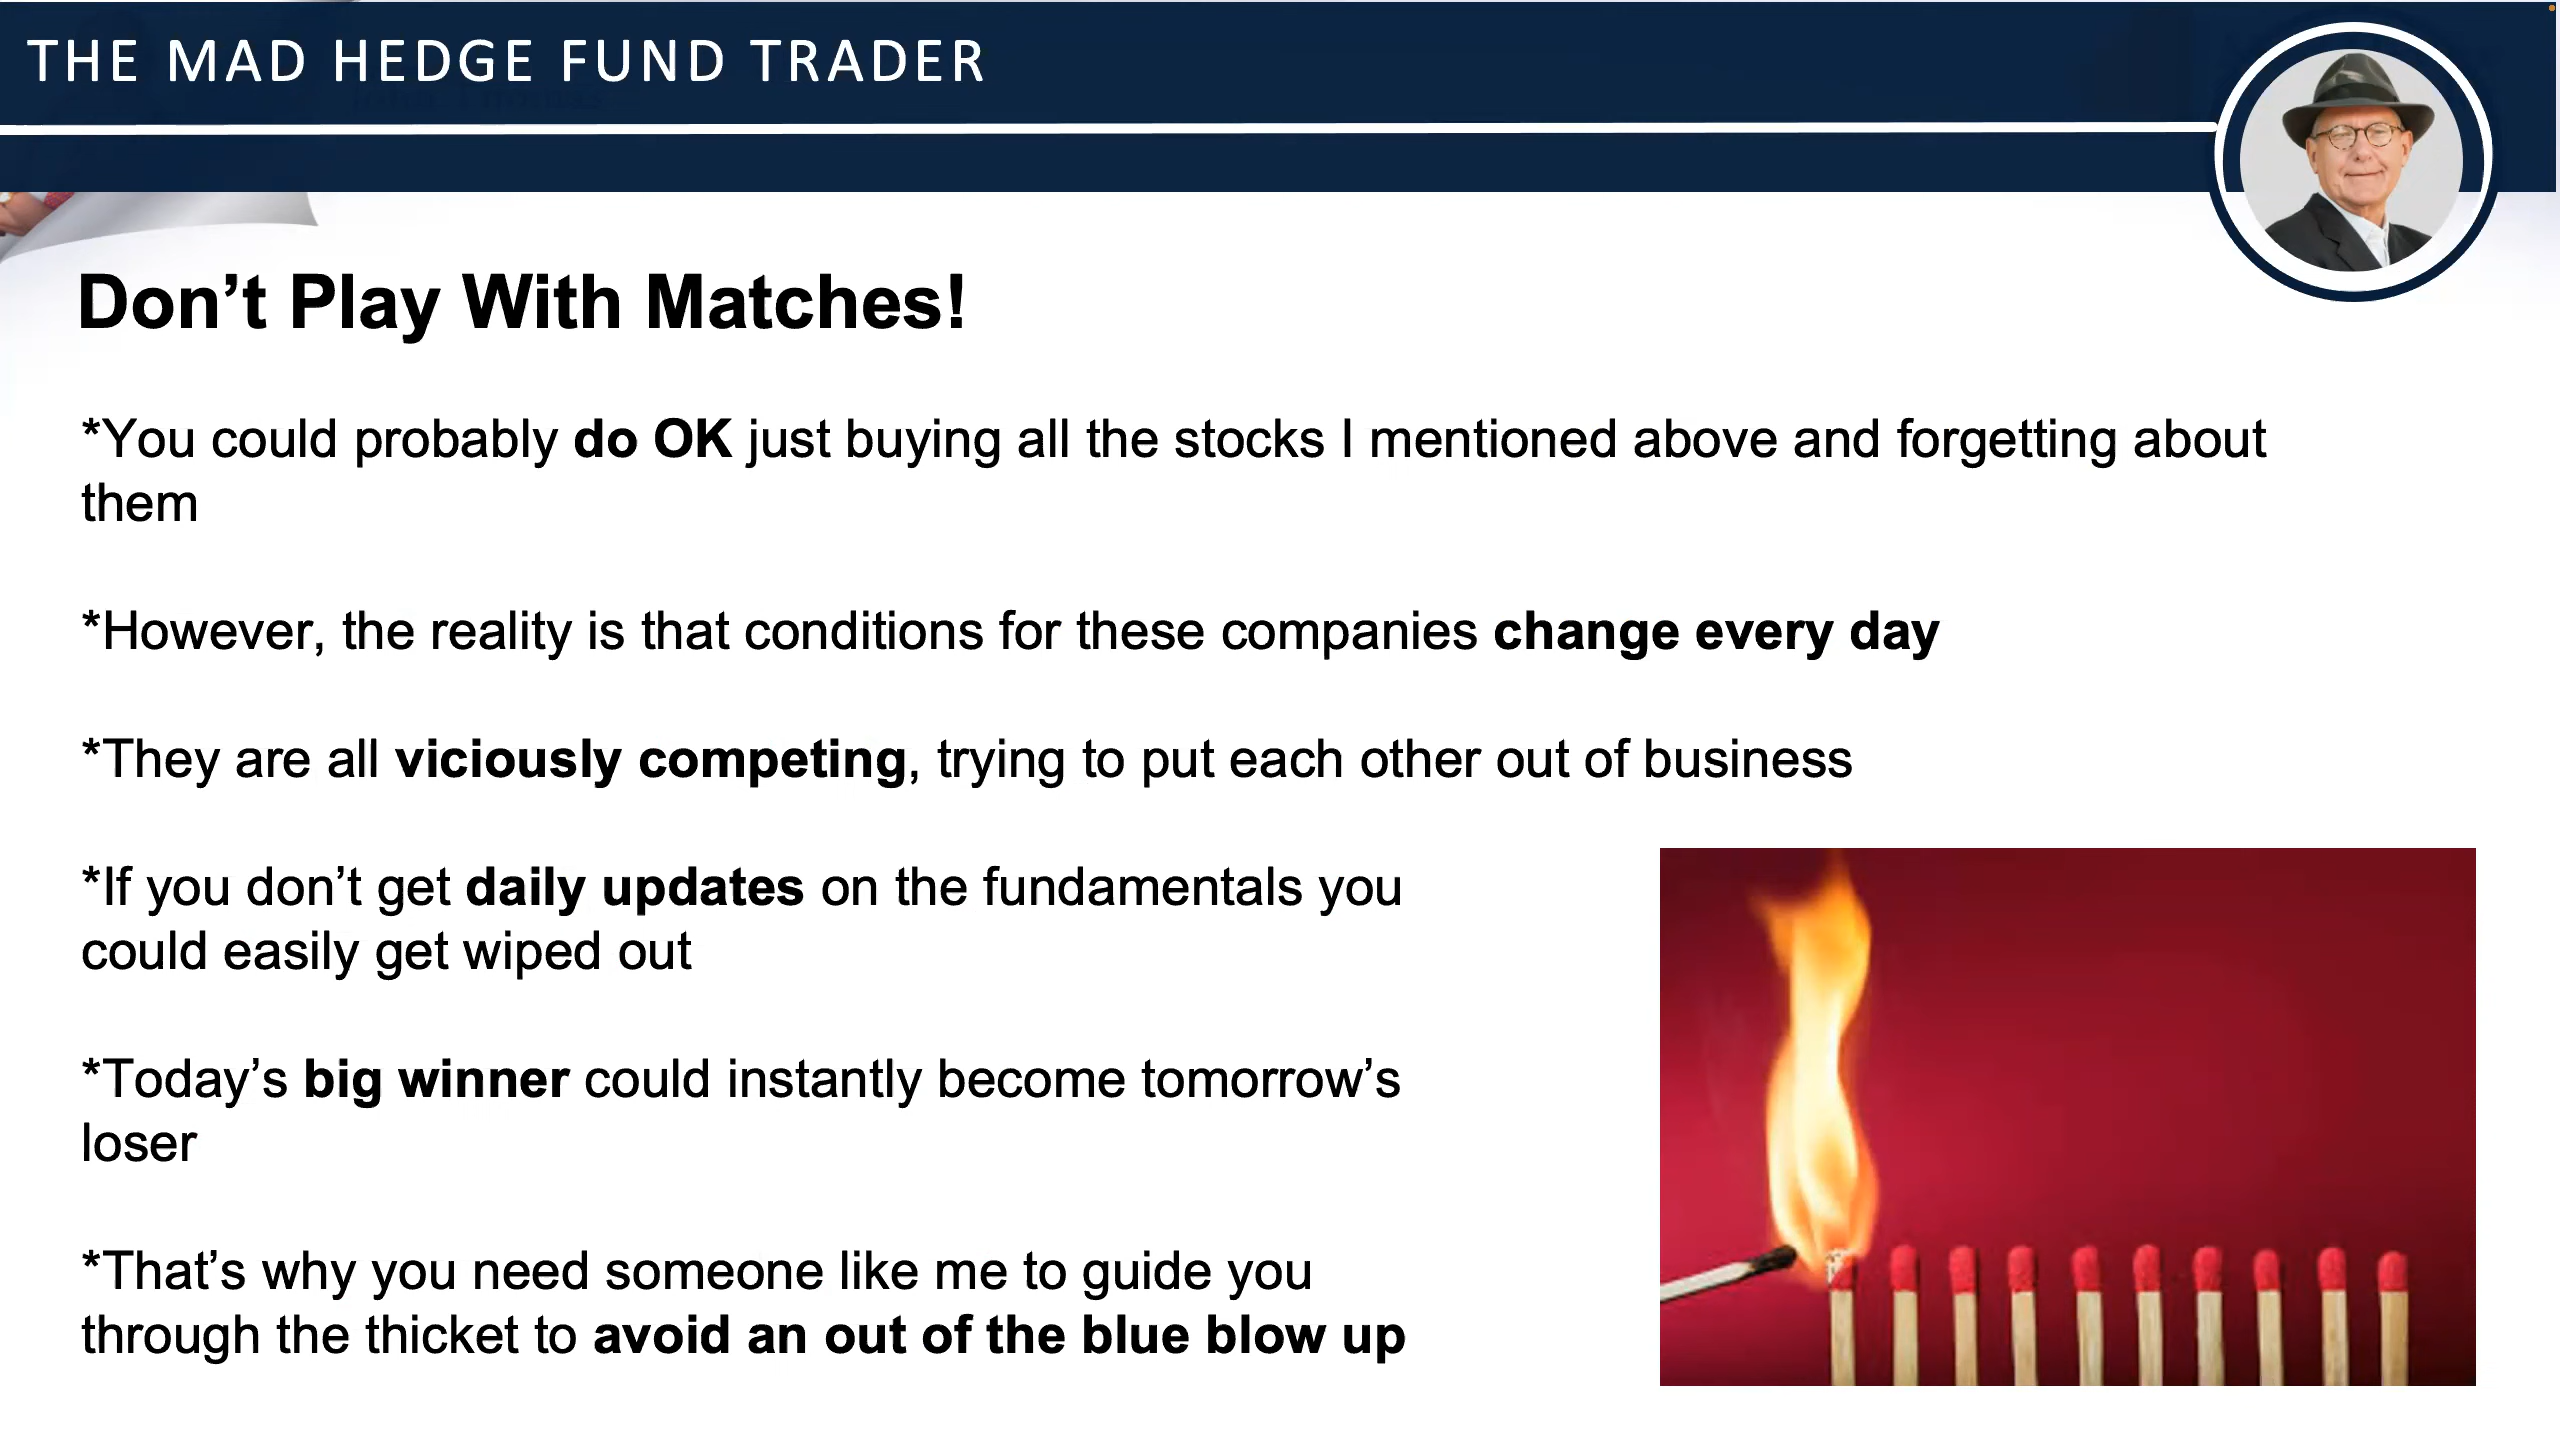 THE MAD HEDGE FUND TRADER
Don’t Play With Matches!
*You could probably do OK just buying all the stocks I mentioned above and forgetting about
them
*However, the reality is that conditions for these companies change every day
*They are all viciously competing, trying to put each other out of business
*If you don’t get daily updates on the fundamentals you
could easily get wiped out
*Today’s big winner could instantly become tomorrow’s
loser
*That’s why you need someone like me to guide you
through the thicket to avoid an out of the blue blow up